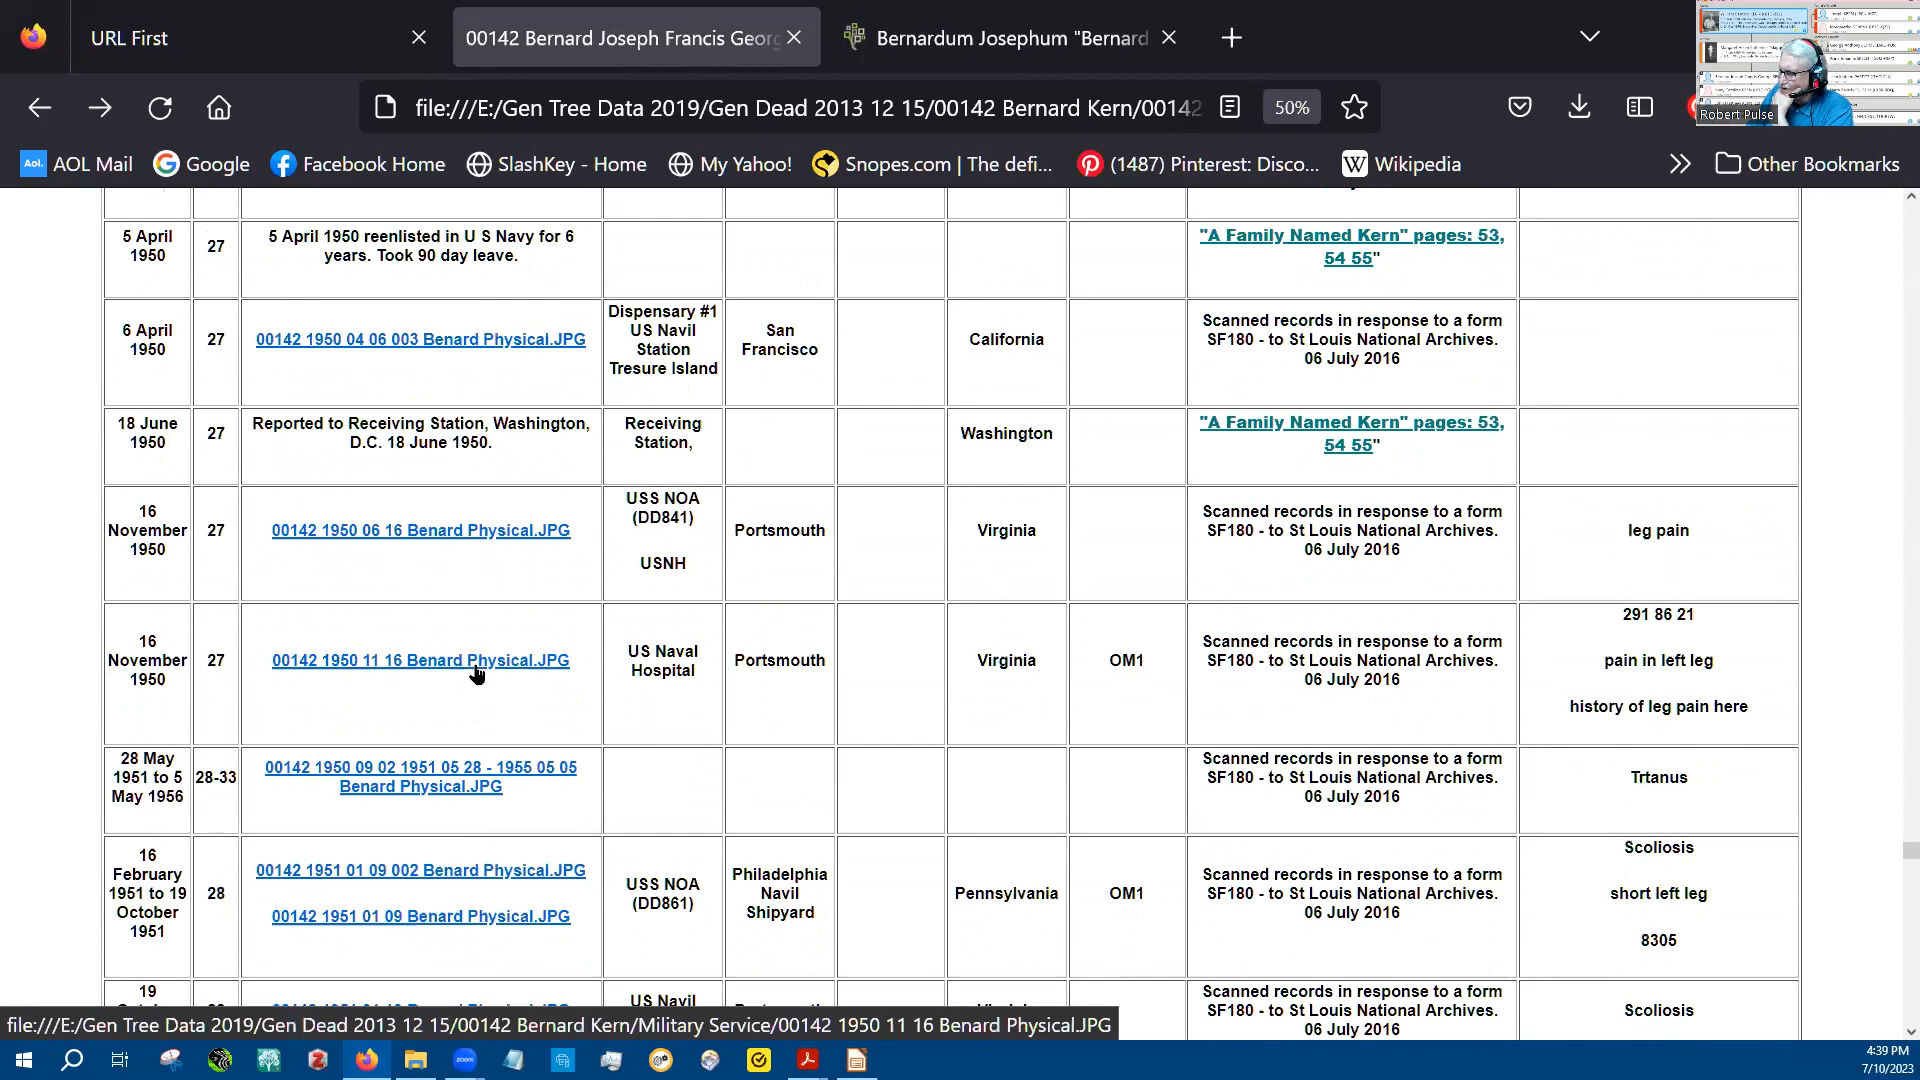 URL First
00142 Bernard Joseph Francis Geor
Bernardum Josephum "Bernard
file:///E:/Gen Tree Data 2019/Gen Dead 2013 12 15/00142 Bernard Kern/00142
50%
Robert Pulse
Aol.
AOL Mail
Google
Facebook Home
SlashKey - Home
My Yahoo!
Snopes.com | The defi...
(1487) Pinterest: Disco...
Wikipedia
Other Bookmarks
5 April
1950
27
5 April 1950 reenlisted in U S Navy for 6
years. Took 90 day leave.
"A Family Named Kern" pages: 53,
54 55"
6 April
1950
27
00142 1950 04 06 003 Benard Physical.JPG
Dispensary #1
US Navil
Station
Tresure Island
San
Francisco
California
Scanned records in response to a form
SF180 - to St Louis National Archives.
06 July 2016
18 June
1950
27
Reported to Receiving Station, Washington,
D.C. 18 June 1950.
Receiving
Station,
Washington
"A Family Named Kern" pages: 53,
54 55"
16
November
1950
27
00142 1950 06 16 Benard Physical.JPG
USS NOA
(DD841)
USNH
Portsmouth
Virginia
Scanned records in response to a form
SF180 - to St Louis National Archives.
06 July 2016
leg pain
16
November
1950
27
00142 1950 11 16 Benard Physical.JPG
US Naval
Hospital
Portsmouth
Virginia
OM1
Scanned records in response to a form
SF180 - to St Louis National Archives.
06 July 2016
291 86 21
pain in left leg
history of leg pain here
28 May
1951 to 5
May 1956
28-33
00142 1950 09 02 1951 05 28 - 1955 05 05
Benard Physical.JPG
Scanned records in response to a form
SF180 - to St Louis National Archives.
06 July 2016
Trtanus
16
February
1951 to 19
October
1951
28
00142 1951 01 09 002 Benard Physical.JPG
00142 1951 01 09 Benard Physical.JPG
USS NOA
(DD861)
Philadelphia
Navil
Shipyard
Pennsylvania
OM1
Scanned records in response to a form
SF180 - to St Louis National Archives.
06 July 2016
Scoliosis
short left leg
8305
19
US Navil
Scanned records in response to a form
SF180 - to St Louis National Archives.
06 July 2016
Scoliosis
file:///E:/Gen Tree Data 2019/Gen Dead 2013 12 15/00142 Bernard Kern/Military Service/00142 1950 11 16 Benard Physical.JPG
zoom
4:39 PM
7/10/2023